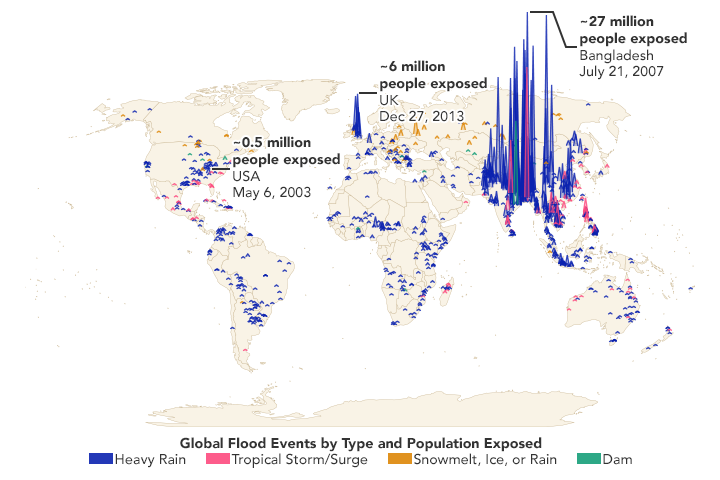 ~27 million
people exposed
Bangladesh
July 21, 2007
~6 million
people exposed
UK
Dec 27, 2013
~0.5 million
people exposed
USA
May 6, 2003
Global Flood Events by Type and Population Exposed
Heavy Rain Tropical Storm/Surge Snowmelt, Ice, or Rain Dam